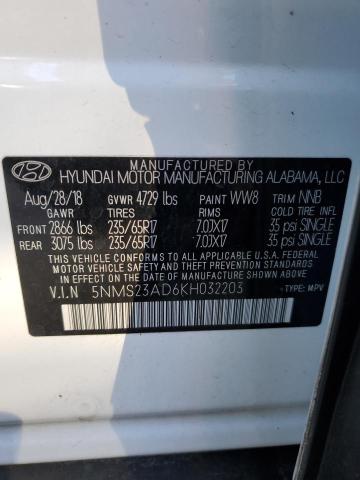 MANUFACTURED BY
HYUNDAI MOTOR MANUFACTURING ALABAMA, LLC
Aug/28/18 GVWR 4729 lbs PAINT WW8 TRIM NNB
GAWR TIRES RIMS
FRONT 2866 lbs 235/65R17 7.0JX17 35 psi SINGLE
REAR 3075 lbs 235/65R17 7.0JX17 35 psi SINGLE
THIS VEHICLE CONFORMS TO ALL APPLICABLE U.S.A. FEDERAL
MOTOR VEHICLE SAFETY AND THEFT PREVENTION STANDARDS
IN EFFECT ON THE DATE OF MANUFACTURE SHOWN ABOVE.
V.I.N 5NMS23AD6KH032203 TYPE: MPV